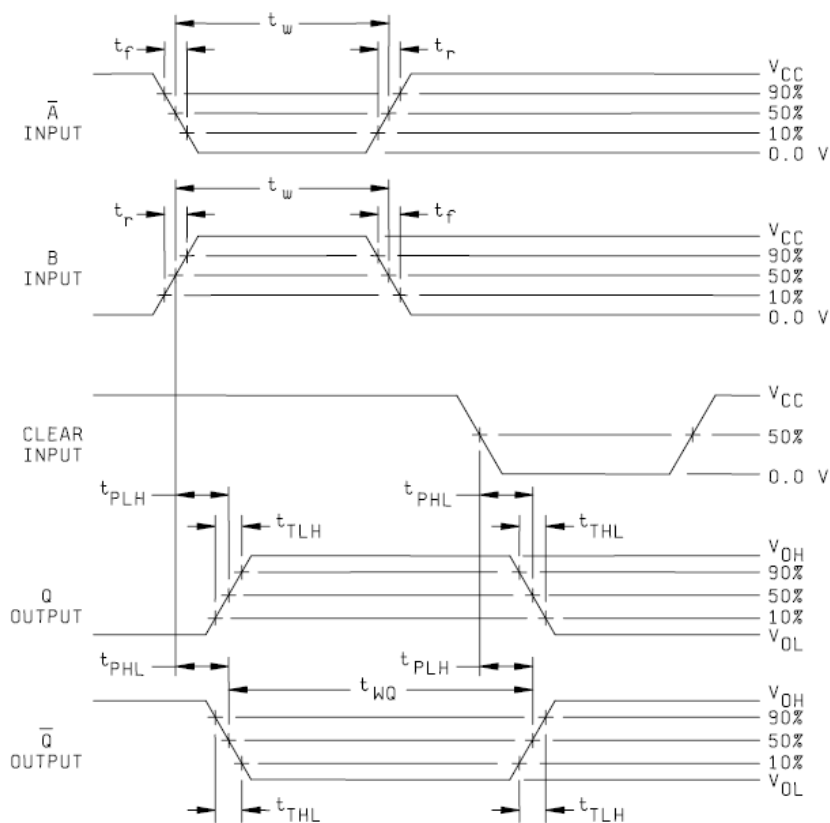 t_w
t_f t_r
V_CC
90%
50%
10%
0.0 V
A̅
INPUT
t_w
t_r t_f
V_CC
90%
50%
10%
0.0 V
B
INPUT
V_CC
50%
0.0 V
CLEAR
INPUT
t_PLH t_PHL
t_TLH t_THL
V_OH
90%
50%
10%
V_OL
Q
OUTPUT
t_PHL t_PLH
t_WQ
V_OH
90%
50%
10%
V_OL
Q̅
OUTPUT
t_THL t_TLH